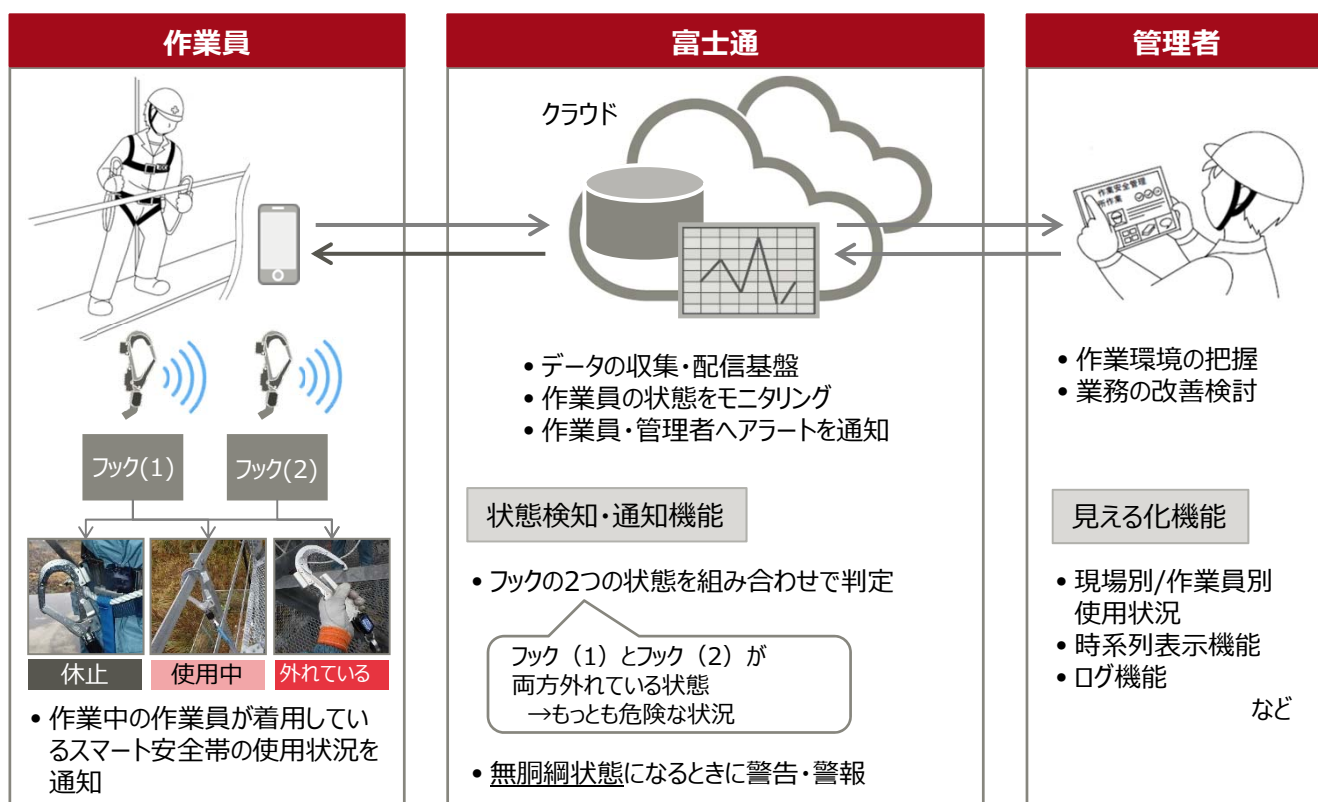 作業員
フック(1)
フック(2)
休止
使用中
外れている
• 作業中の作業員が着用してい
るスマート安全帯の使用状況を
通知
富士通
クラウド
• データの収集・配信基盤
• 作業員の状態をモニタリング
• 作業員・管理者へアラートを通知
状態検知・通知機能
• フックの2つの状態を組み合わせで判定
フック（1）とフック（2）が
両方外れている状態
→もっとも危険な状況
• 無胴綱状態になるときに警告・警報
管理者
作業安全管理
所作業
• 作業環境の把握
• 業務の改善検討
見える化機能
• 現場別/作業員別
使用状況
• 時系列表示機能
• ログ機能
など